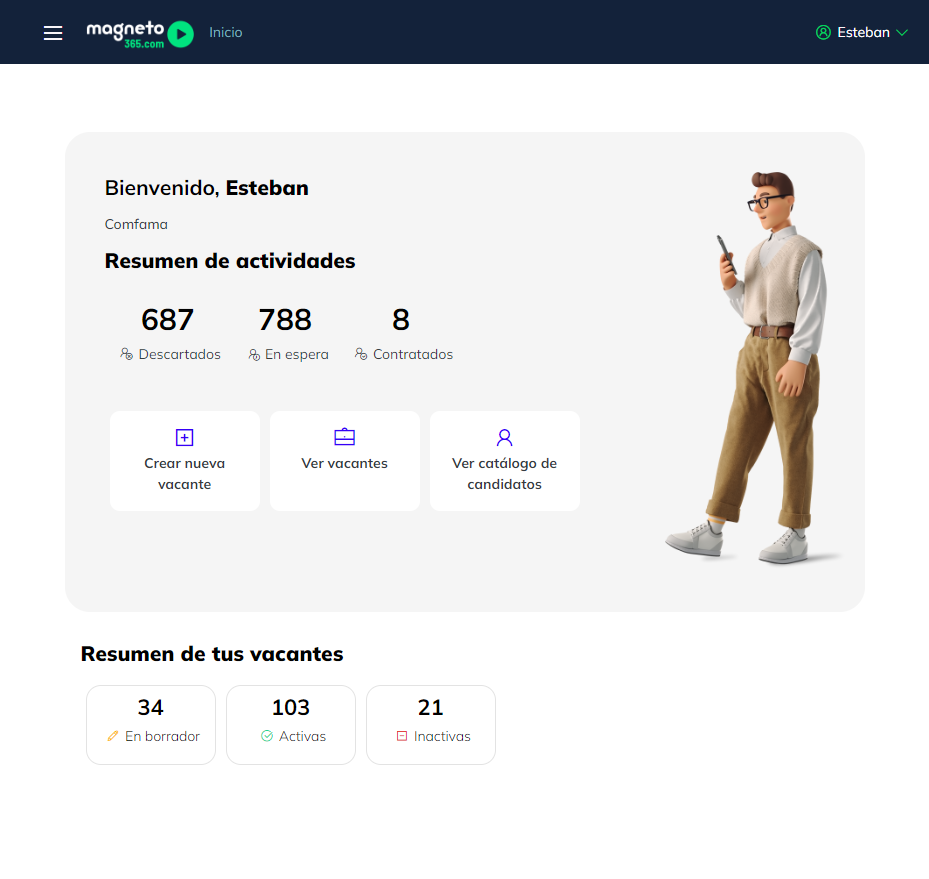 magneto
365.com
Inicio
Esteban
Bienvenido, Esteban
Comfama
Resumen de actividades
687 788 8
Descartados En espera Contratados
Crear nueva
vacante
Ver vacantes
Ver catálogo de
candidatos
Resumen de tus vacantes
34 103 21
En borrador Activas Inactivas